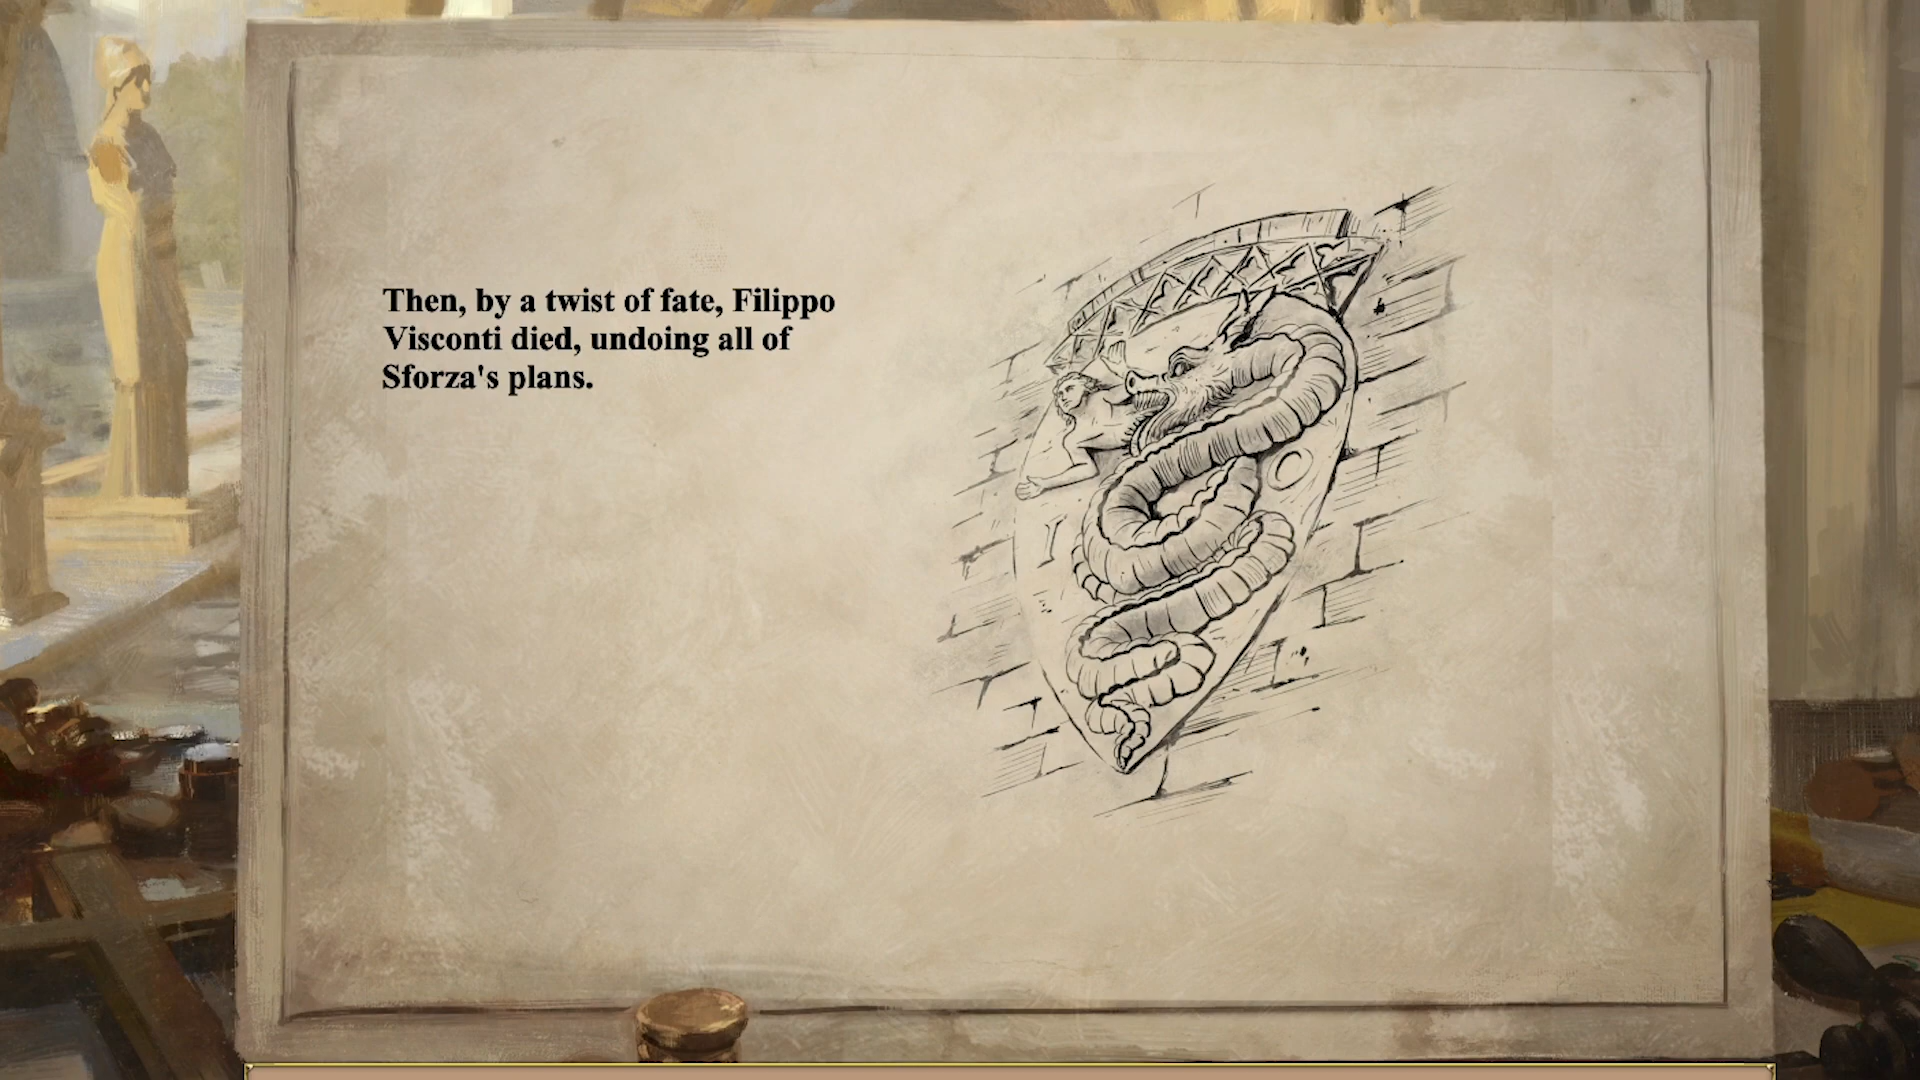 Then, by a twist of fate, Filippo
Visconti died, undoing all of
Sforza's plans.